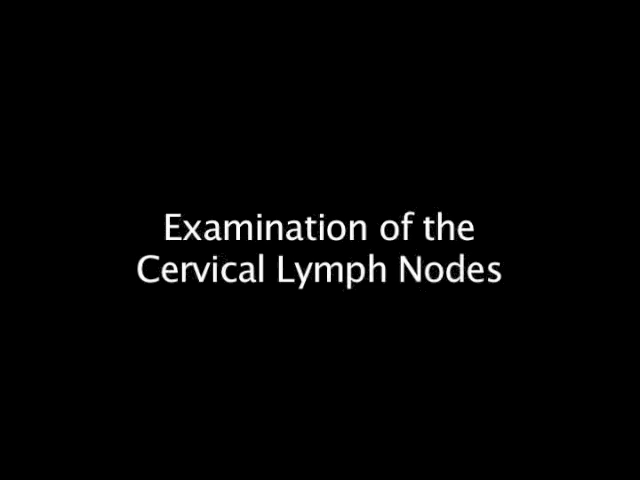 Examination of the
Cervical Lymph Nodes